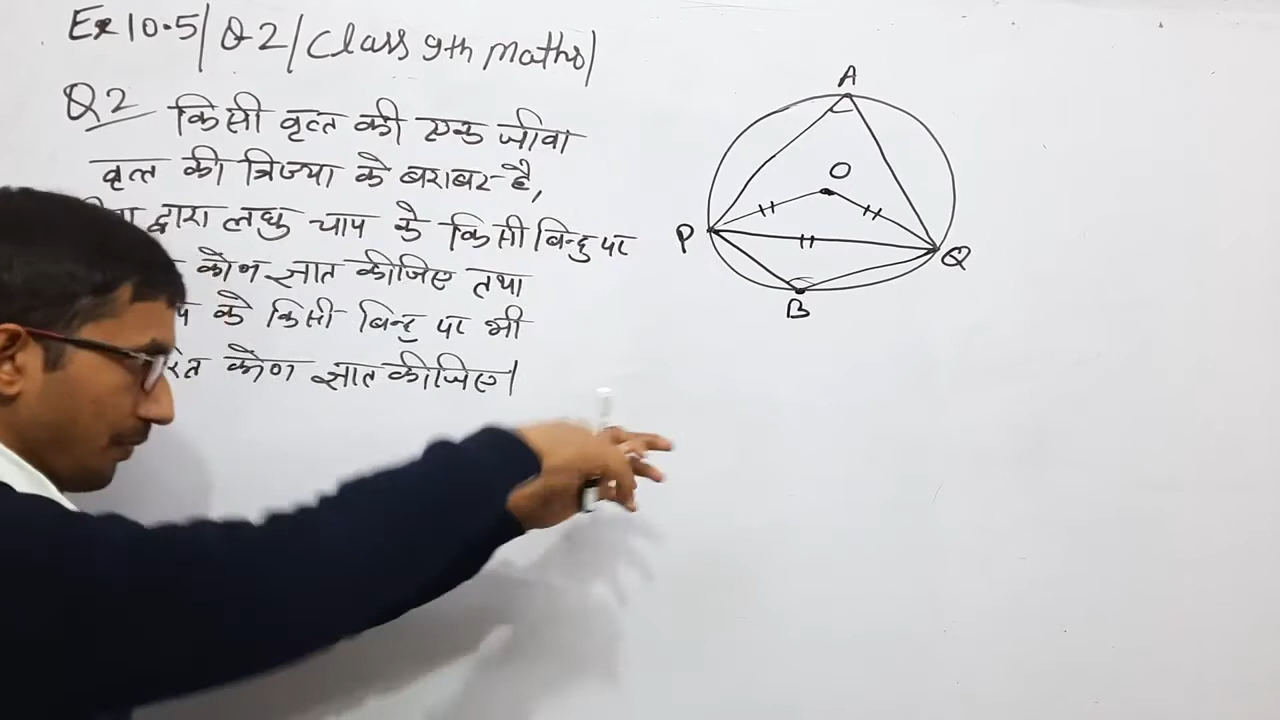 Ex 10.5 | Q2 | Class 9th Maths |
Q2 किसी वृत्त की एक जीवा
वृत्त की त्रिज्या के बराबर है,
द्वारा लघु चाप के किसी बिन्दु पर
कोण ज्ञात कीजिए तथा
के किसी बिन्दु पर भी
कोण ज्ञात कीजिए।
A
O
P
Q
B